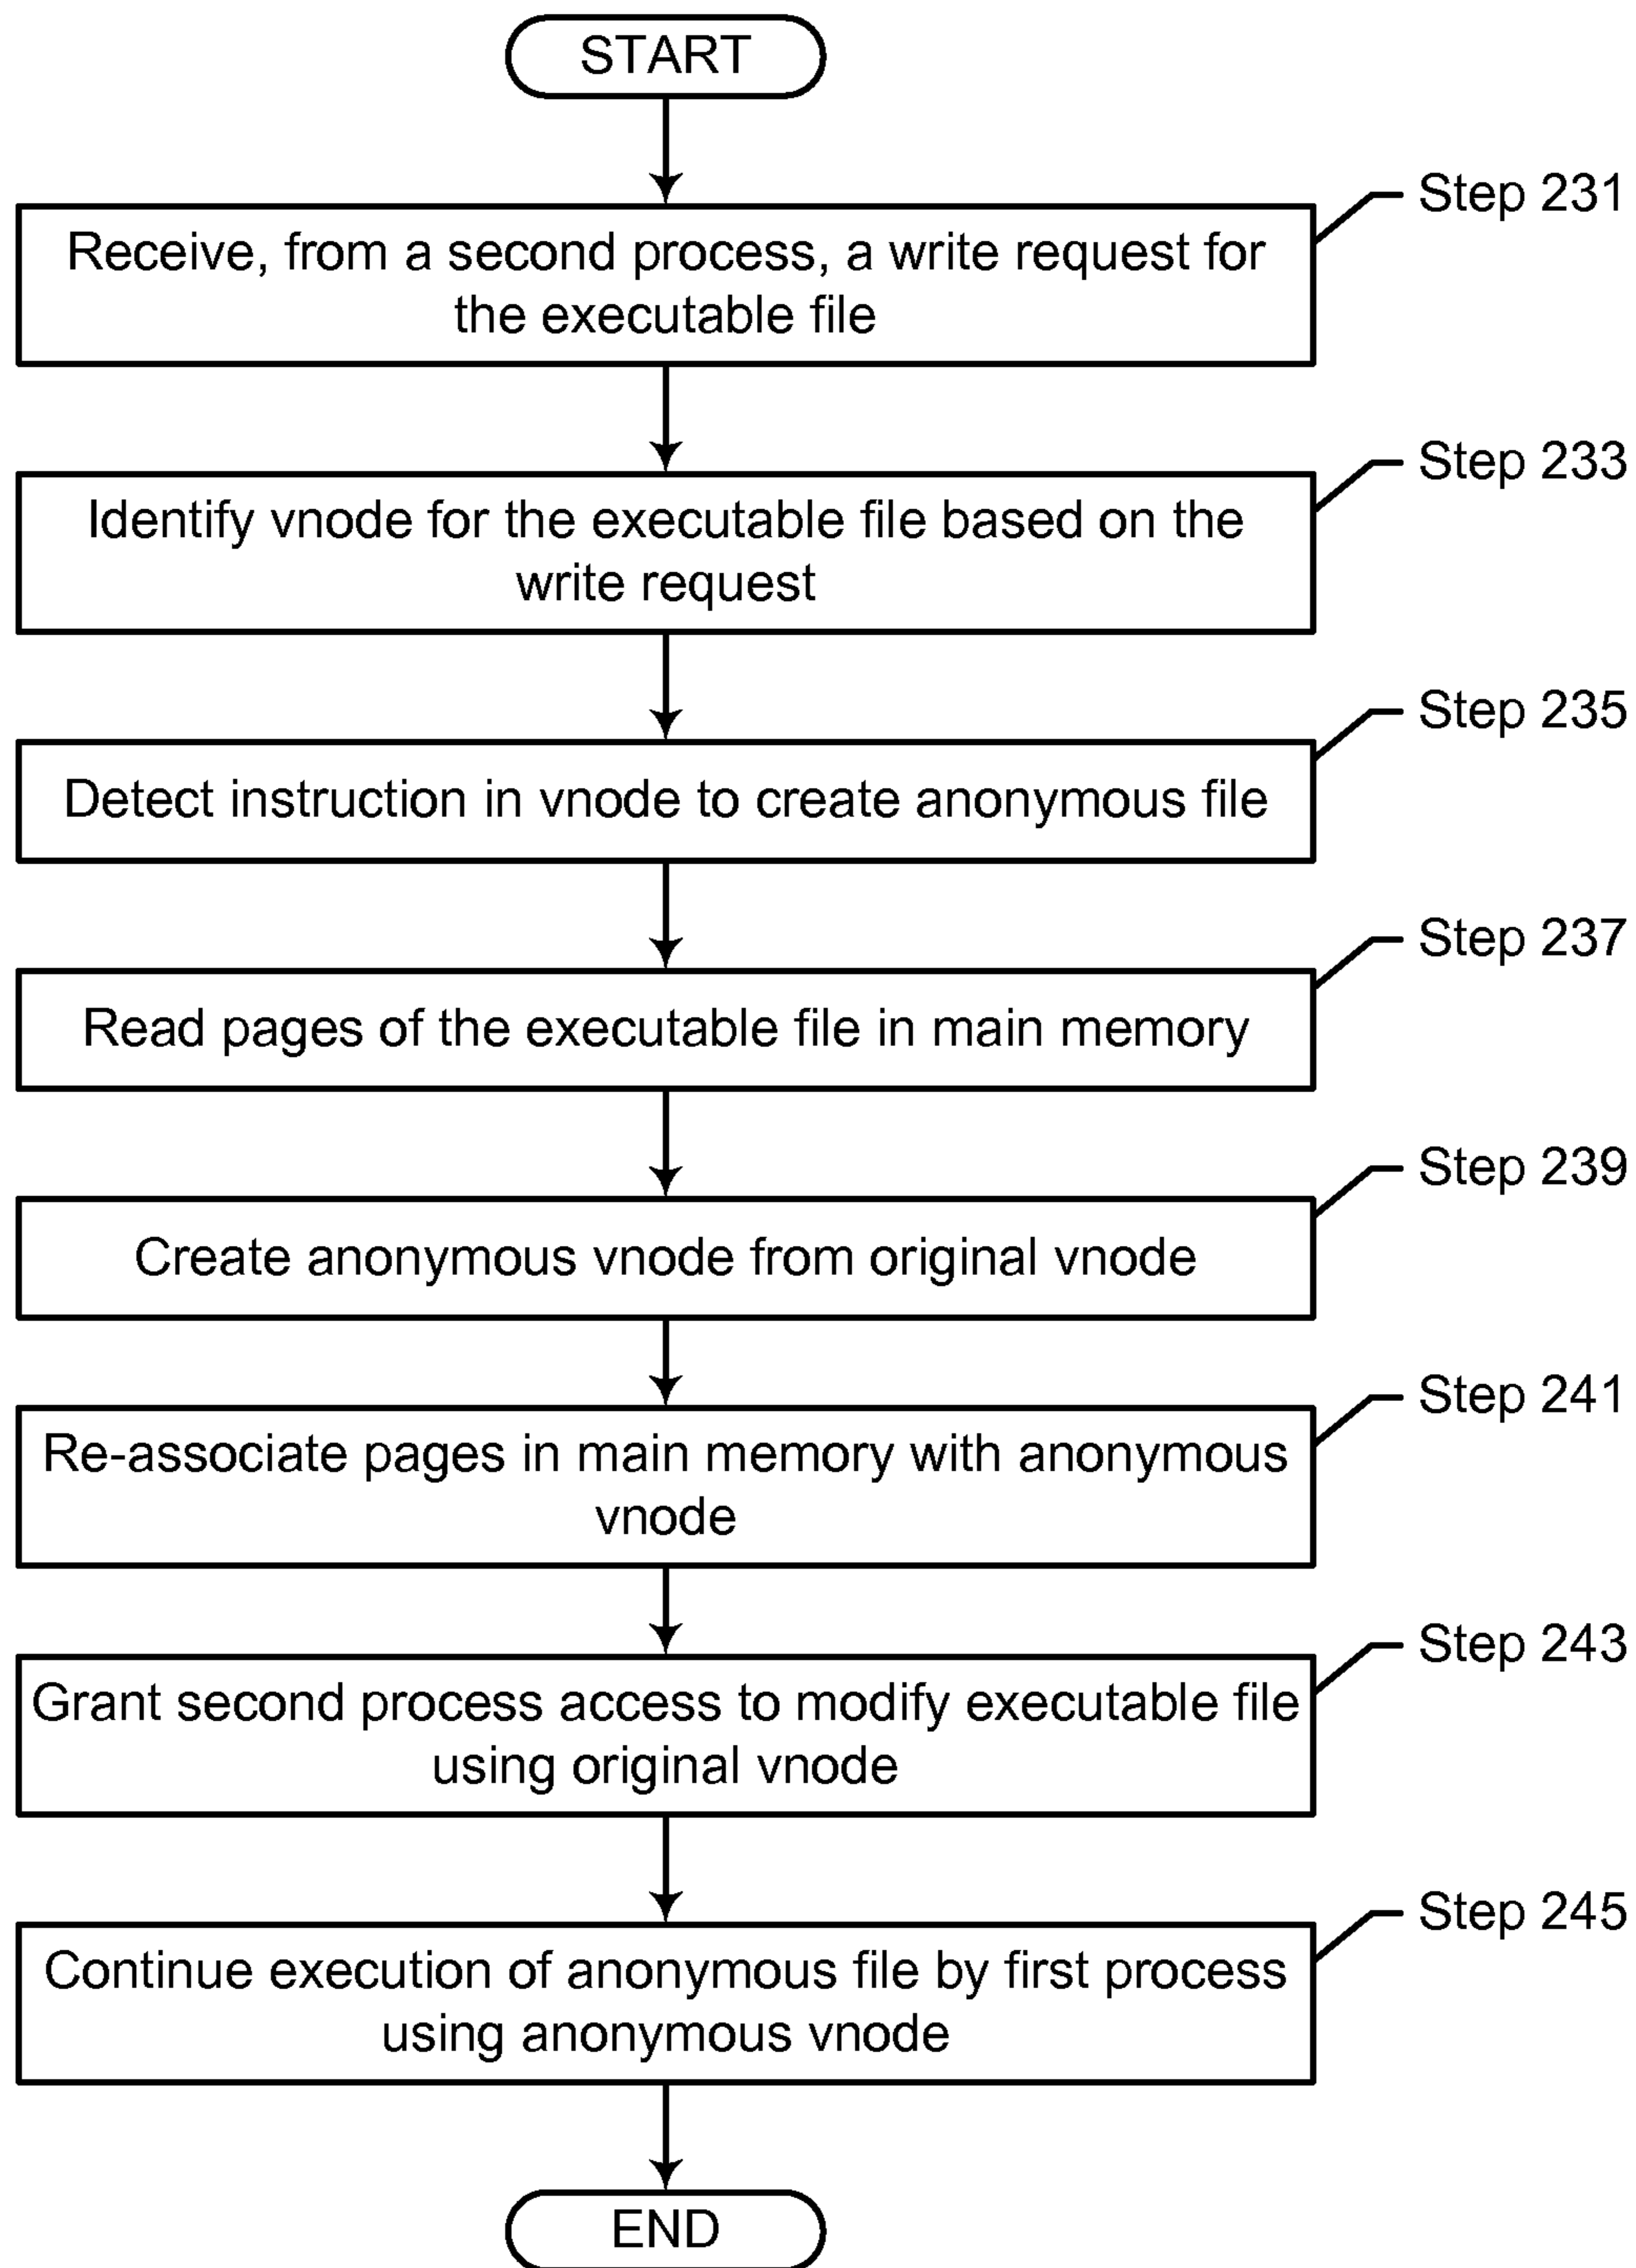 START
Step 231
Receive, from a second process, a write request for
the executable file
Step 233
Identify vnode for the executable file based on the
write request
Step 235
Detect instruction in vnode to create anonymous file
Step 237
Read pages of the executable file in main memory
Step 239
Create anonymous vnode from original vnode
Step 241
Re-associate pages in main memory with anonymous
vnode
Step 243
Grant second process access to modify executable file
using original vnode
Step 245
Continue execution of anonymous file by first process
using anonymous vnode
END